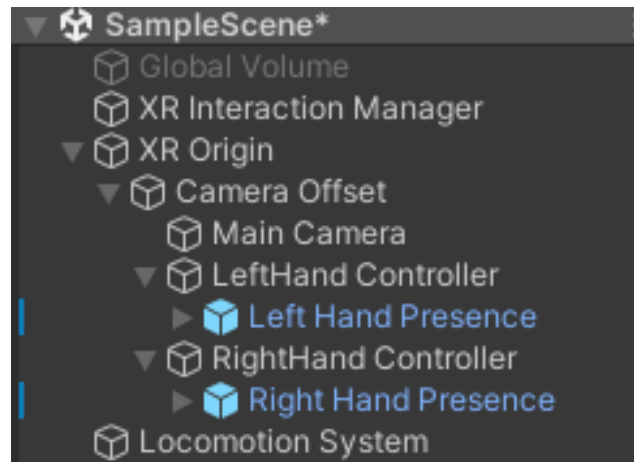 SampleScene*
Global Volume
XR Interaction Manager
XR Origin
Camera Offset
Main Camera
LeftHand Controller
Left Hand Presence
RightHand Controller
Right Hand Presence
Locomotion System